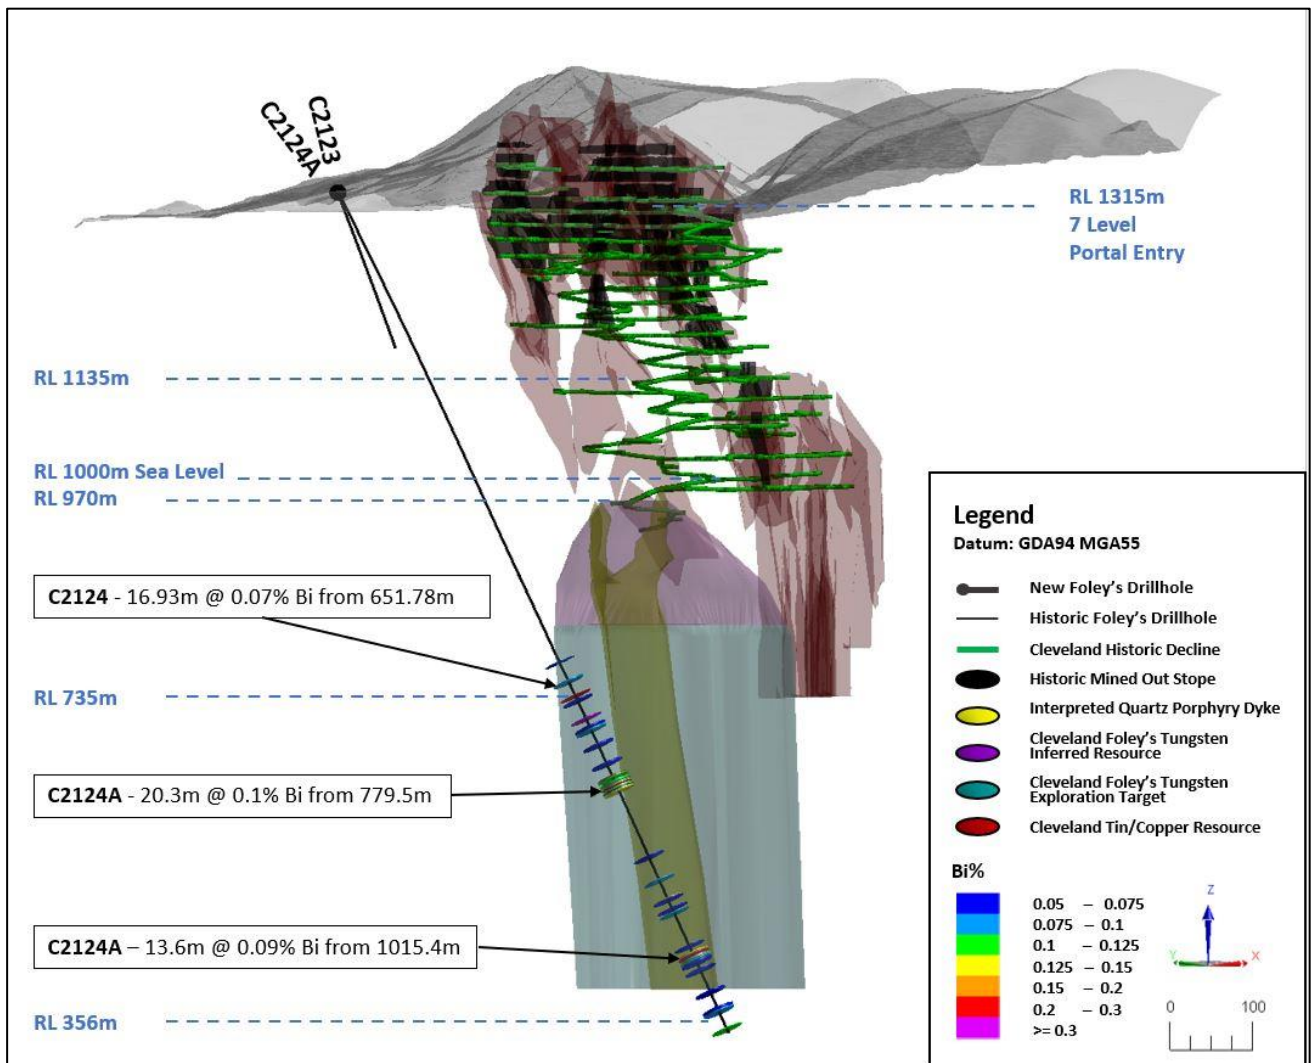 C2123
C2124A
RL 1315m
7 Level
Portal Entry
RL 1135m
RL 1000m Sea Level
RL 970m
C2124 - 16.93m @ 0.07% Bi from 651.78m
RL 735m
C2124A - 20.3m @ 0.1% Bi from 779.5m
C2124A – 13.6m @ 0.09% Bi from 1015.4m
RL 356m
Legend
Datum: GDA94 MGA55
New Foley's Drillhole
Historic Foley's Drillhole
Cleveland Historic Decline
Historic Mined Out Stope
Interpreted Quartz Porphyry Dyke
Cleveland Foley's Tungsten
Inferred Resource
Cleveland Foley's Tungsten
Exploration Target
Cleveland Tin/Copper Resource
Bi%
0.05 – 0.075
0.075 – 0.1
0.1 – 0.125
0.125 – 0.15
0.15 – 0.2
0.2 – 0.3
>= 0.3
Z
Y X
0 100